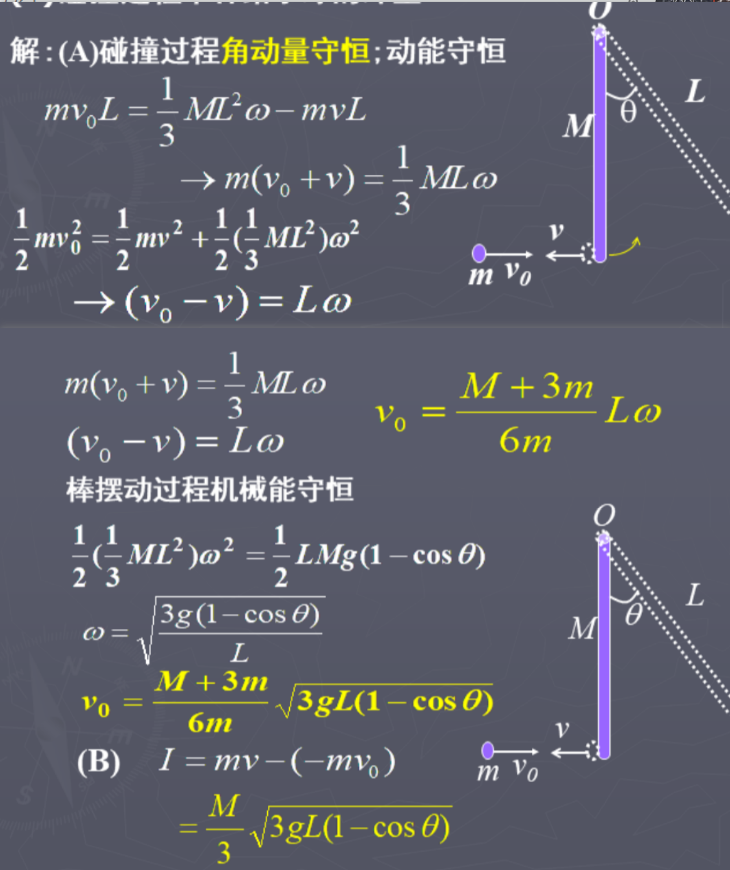 解:(A)碰撞过程角动量守恒;动能守恒
mv₀L = 1/3 ML²ω − mvL
→ m(v₀ + v) = 1/3 MLω
1/2 mv₀² = 1/2 mv² + 1/2(1/3 ML²)ω²
→ (v₀ − v) = Lω
O
L
θ
M
v
m v₀
m(v₀ + v) = 1/3 MLω
(v₀ − v) = Lω
v₀ = (M + 3m)/6m Lω
棒摆动过程机械能守恒
1/2(1/3 ML²)ω² = 1/2 LMg(1 − cos θ)
ω = √(3g(1 − cos θ)/L)
v₀ = (M + 3m)/6m √3gL(1 − cos θ)
(B) I = mv − (−mv₀)
= M/3 √3gL(1 − cos θ)
O
L
θ
M
v
m v₀